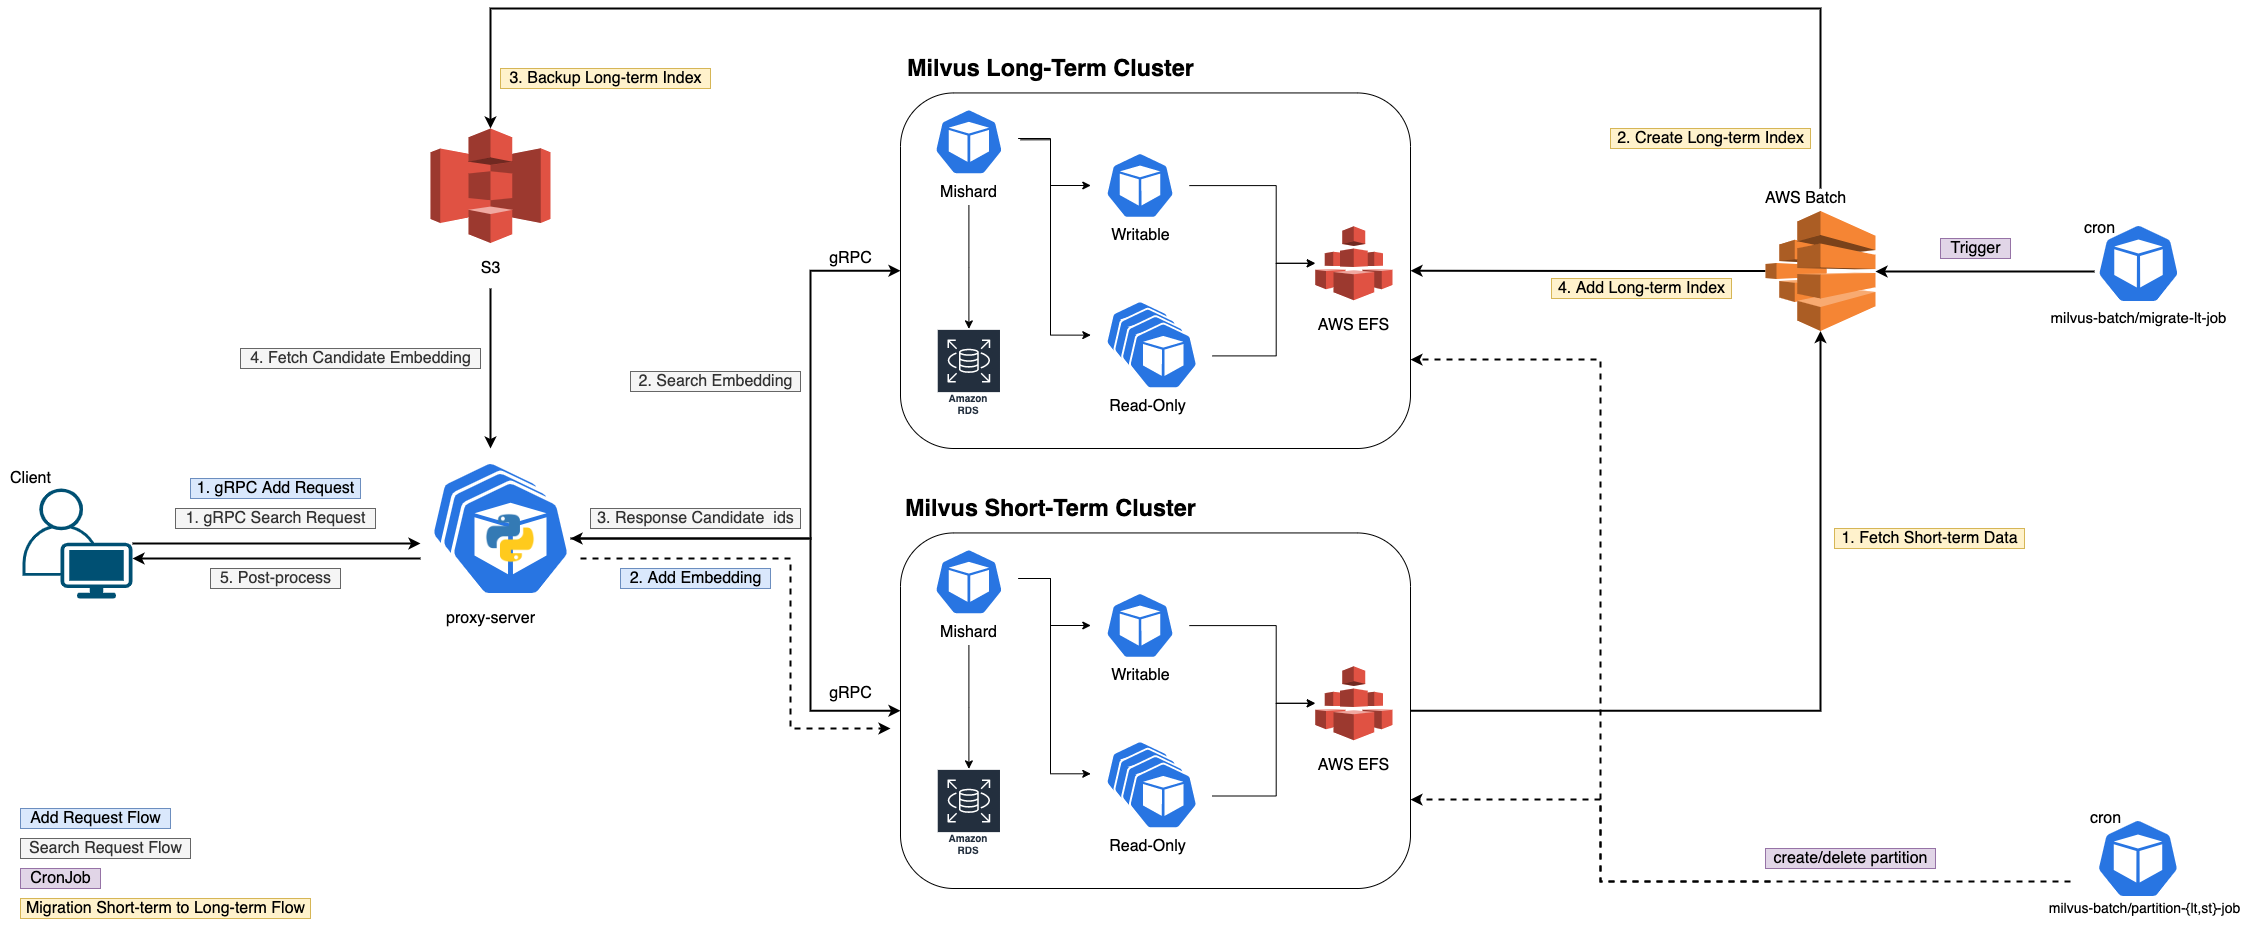 3. Backup Long-term Index
S3
4. Fetch Candidate Embedding
Client
1. gRPC Add Request
1. gRPC Search Request
5. Post-process
proxy-server
2. Search Embedding
3. Response Candidate ids
2. Add Embedding
gRPC
gRPC
Milvus Long-Term Cluster
Mishard
Writable
AWS EFS
Amazon
RDS
Read-Only
Milvus Short-Term Cluster
Mishard
Writable
AWS EFS
Amazon
RDS
Read-Only
2. Create Long-term Index
AWS Batch
4. Add Long-term Index
Trigger
cron
milvus-batch/migrate-lt-job
1. Fetch Short-term Data
create/delete partition
cron
milvus-batch/partition-{lt,st}-job
Add Request Flow
Search Request Flow
CronJob
Migration Short-term to Long-term Flow